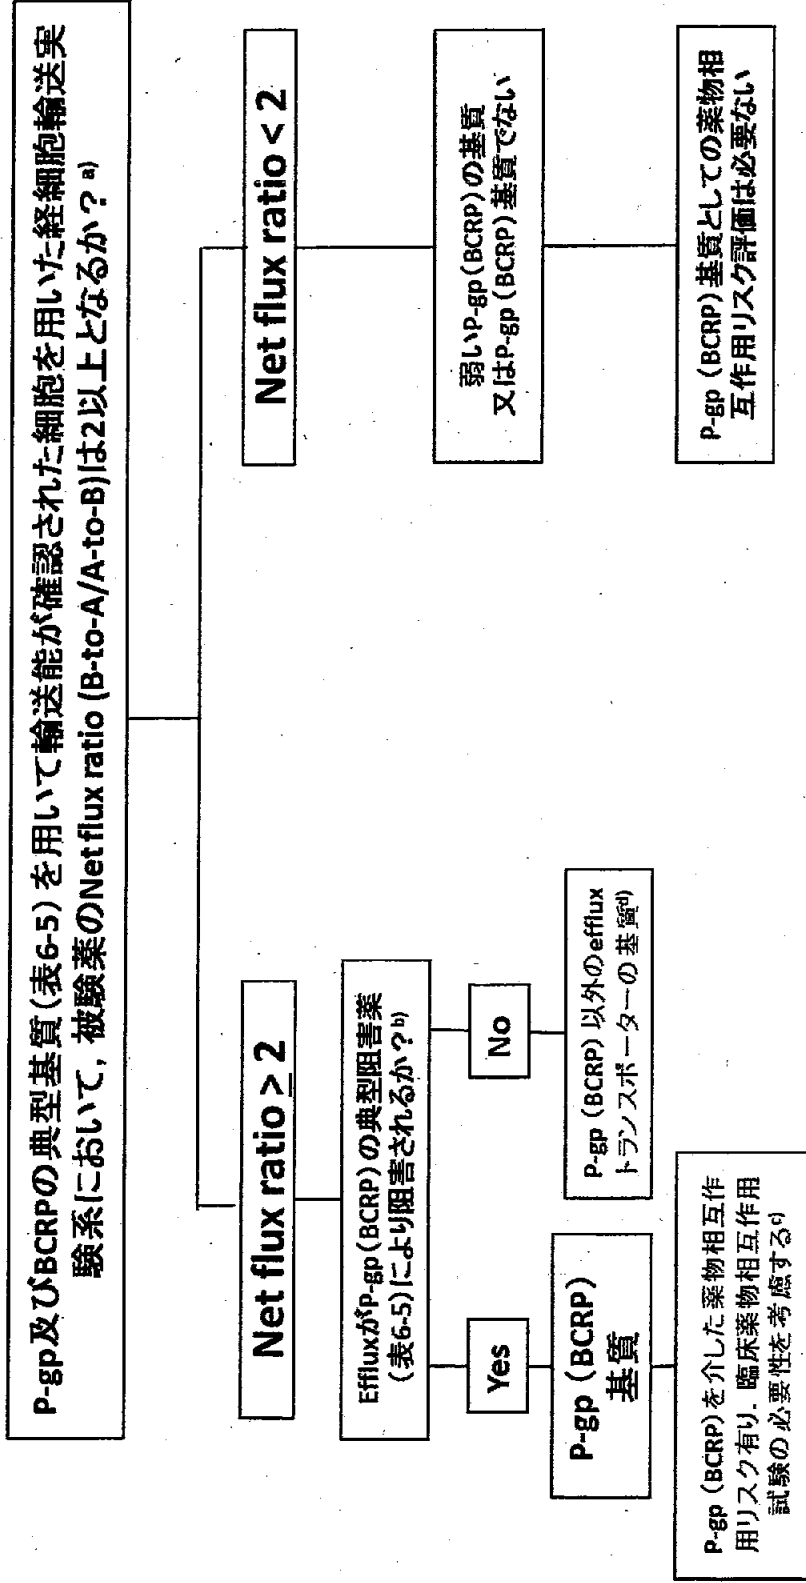 P-gp及びBCRPの典型基質(表6-5)を用いて輸送能が確認された細胞を用いた経細胞輸送実
験系において，被験薬のNet flux ratio (B-to-A/A-to-B)は2以上となるか？a)
Net flux ratio ≥ 2
Net flux ratio < 2
EffluxがP-gp(BCRP)の典型阻害薬
(表6-5)により阻害されるか？b)
弱いP-gp(BCRP)の基質
又はP-gp(BCRP)基質でない
Yes
No
P-gp(BCRP)
基質
P-gp(BCRP)以外のefflux
トランスポーターの基質d)
P-gp(BCRP)を介した薬物相互作
用リスク有り．臨床薬物相互作用
試験の必要性を考慮するc)
P-gp(BCRP)基質としての薬物相
互作用リスク評価は必要ない